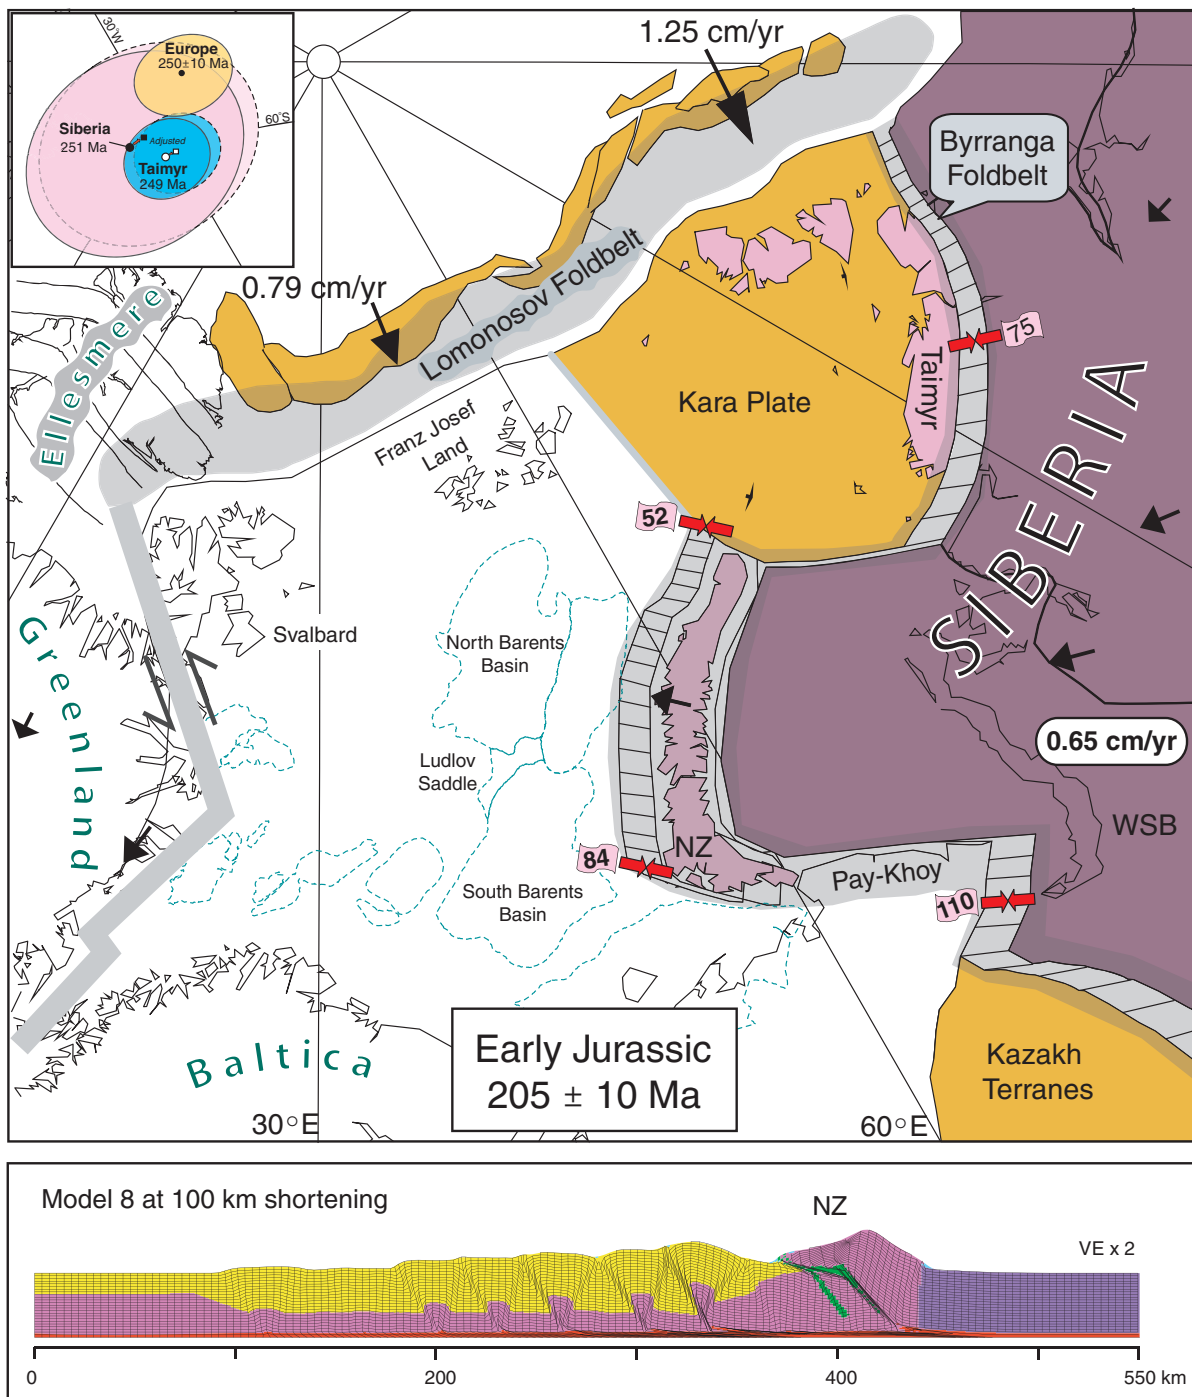 30°W
Europe
250±10 Ma
60°S
Siberia
251 Ma
Adjusted
Taimyr
249 Ma
1.25 cm/yr
Byrranga
Foldbelt
0.79 cm/yr
Lomonosov Foldbelt
Ellesmere
Kara Plate
Taimyr
75
SIBERIA
Franz Josef
Land
52
Svalbard
Greenland
North Barents
Basin
Ludlov
Saddle
0.65 cm/yr
WSB
NZ
84
South Barents
Basin
Pay-Khoy
110
Baltica
Early Jurassic
205 ± 10 Ma
Kazakh
Terranes
30°E
60°E
Model 8 at 100 km shortening
NZ
VE x 2
0
200
400
550 km